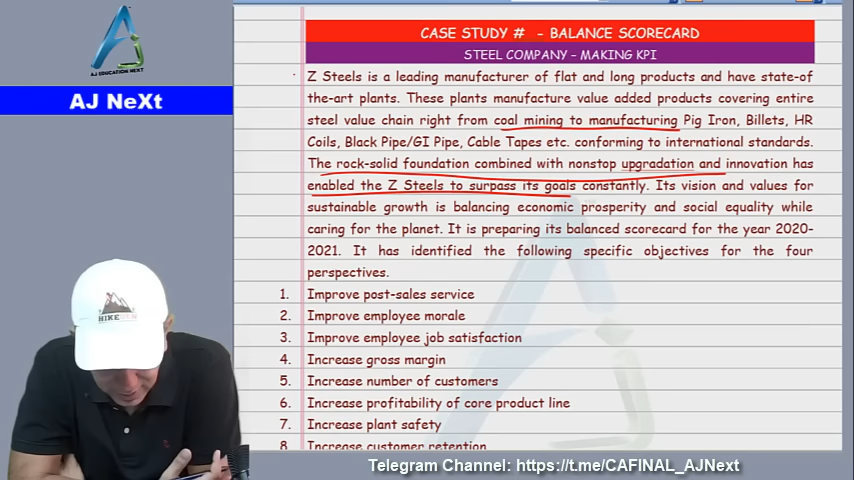 CASE STUDY # - BALANCE SCORECARD
STEEL COMPANY – MAKING KPI
AJ EDUCATION NEXT
AJ NeXt
Z Steels is a leading manufacturer of flat and long products and have state-of
the-art plants. These plants manufacture value added products covering entire
steel value chain right from coal mining to manufacturing Pig Iron, Billets, HR
Coils, Black Pipe/GI Pipe, Cable Tapes etc. conforming to international standards.
The rock-solid foundation combined with nonstop upgradation and innovation has
enabled the Z Steels to surpass its goals constantly. Its vision and values for
sustainable growth is balancing economic prosperity and social equality while
caring for the planet. It is preparing its balanced scorecard for the year 2020-
2021. It has identified the following specific objectives for the four
perspectives.
1. Improve post-sales service
2. Improve employee morale
3. Improve employee job satisfaction
4. Increase gross margin
5. Increase number of customers
6. Increase profitability of core product line
7. Increase plant safety
8 Increase customer retention
HIKE
Telegram Channel: https://t.me/CAFINAL_AJNext